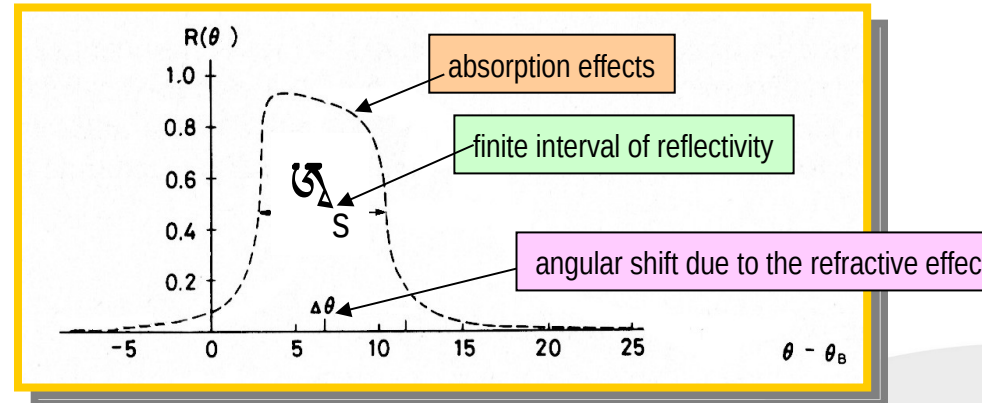 R(θ )
1.0
absorption effects
0.8
finite interval of reflectivity
0.6
S
0.4
angular shift due to the refractive effec
0.2
Δθ
-5 0 5 10 15 20 25
θ - θB